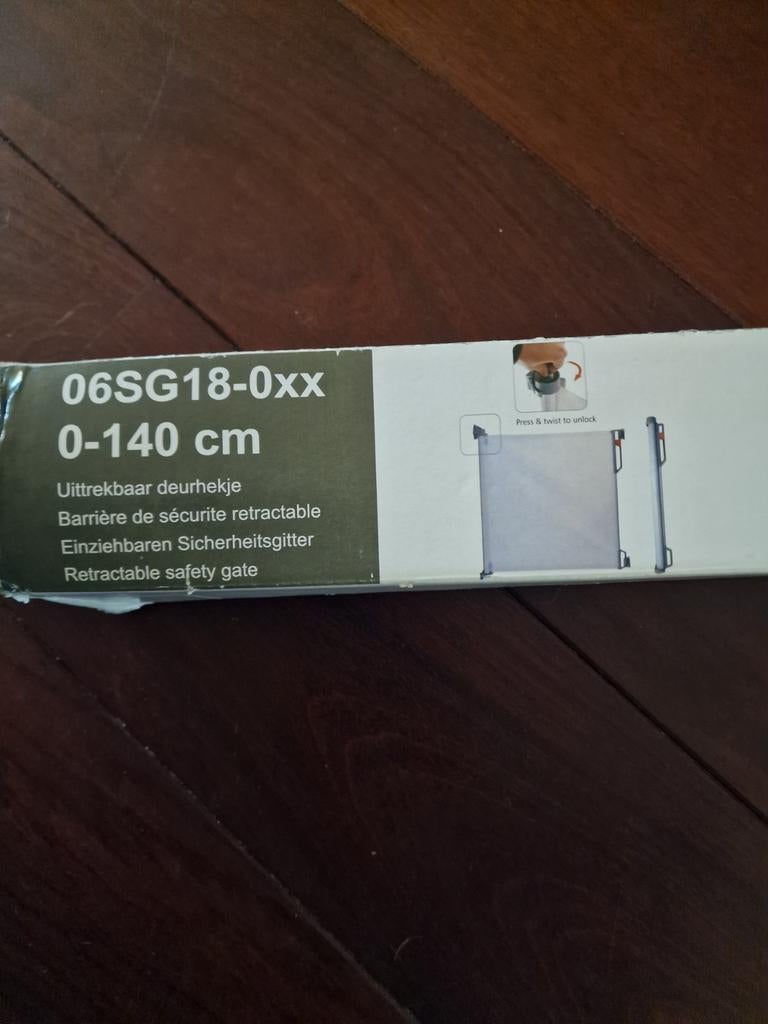 06SG18-0xx
0-140 cm
Uittrekbaar deurhekje
Barrière de sécurite retractable
Einziehbaren Sicherheitsgitter
Retractable safety gate
Press & twist to unlock